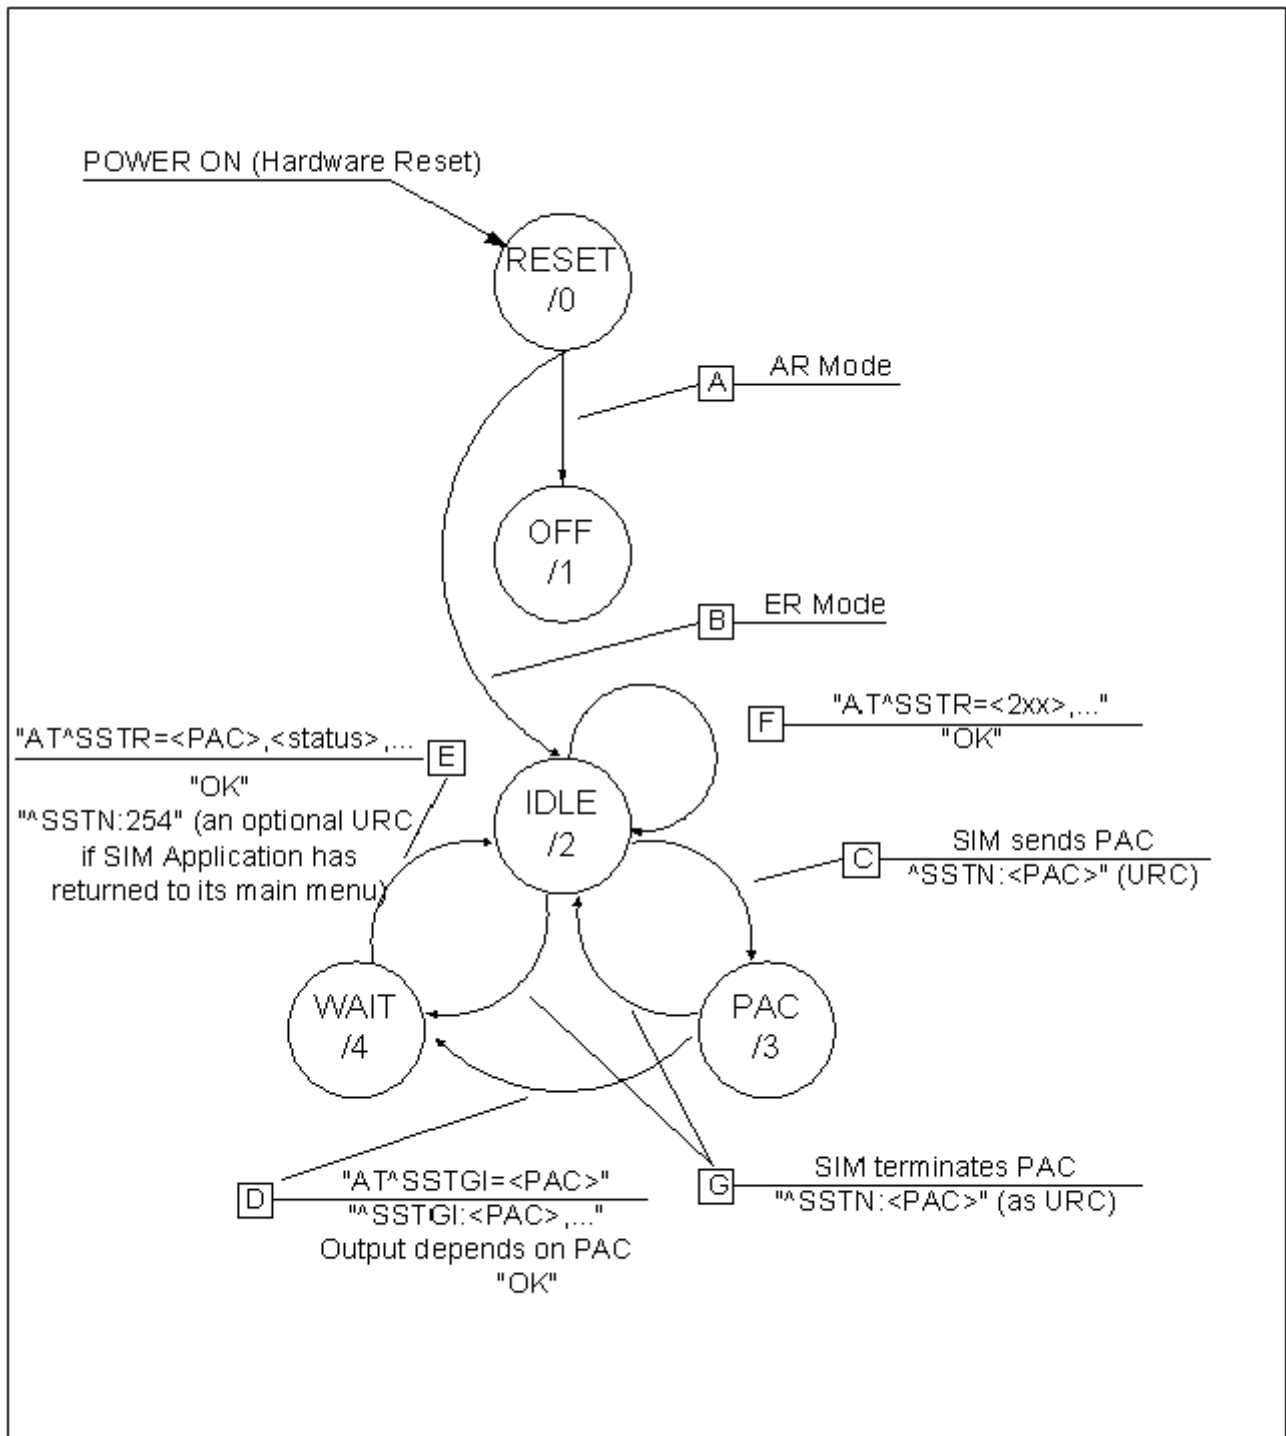 POWER ON (Hardware Reset)
RESET
/0
A
AR Mode
OFF
/1
B
ER Mode
"AT^SSTR=<PAC>,<status>,...
E
"OK"
"^SSTN:254" (an optional URC
if SIM Application has
returned to its main menu)
F
"AT^SSTR=<2xx>,..."
"OK"
IDLE
/2
C
SIM sends PAC
^SSTN:<PAC>" (URC)
WAIT
/4
PAC
/3
D
"AT^SSTGI=<PAC>"
"^SSTGI:<PAC>,..."
Output depends on PAC
"OK"
G
SIM terminates PAC
"^SSTN:<PAC>" (as URC)